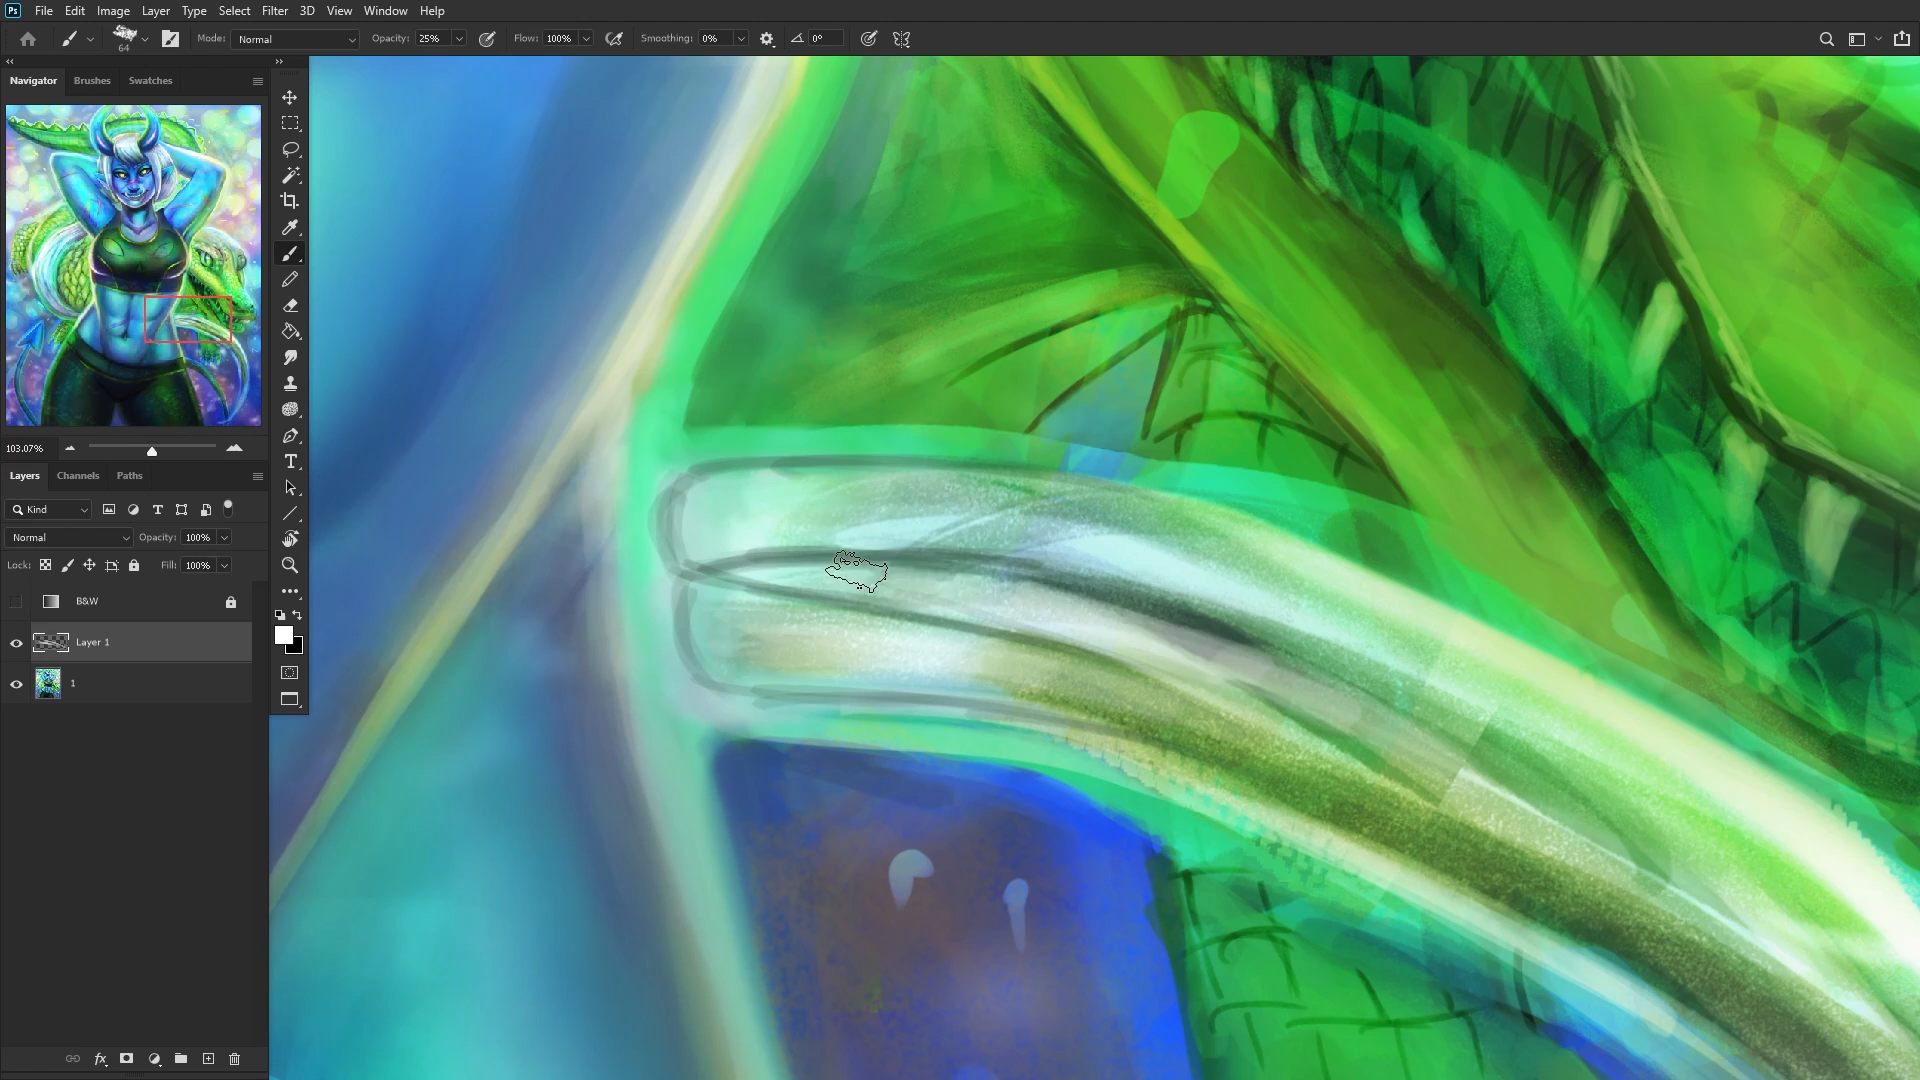 Ps File Edit Image Layer Type Select Filter 3D View Window Help
64 Mode: Normal Opacity: 25% Flow: 100% Smoothing: 0% 0°
Navigator Brushes Swatches
103.07%
Layers Channels Paths
Kind
Normal Opacity: 100%
Lock: Fill: 100%
B&W
Layer 1
1
fx